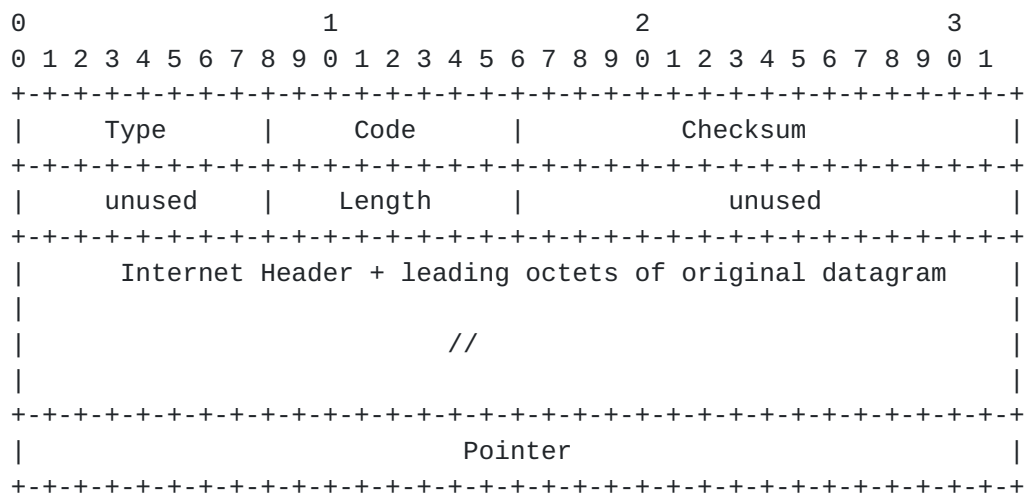 0                   1                   2                   3
0 1 2 3 4 5 6 7 8 9 0 1 2 3 4 5 6 7 8 9 0 1 2 3 4 5 6 7 8 9 0 1
+-+-+-+-+-+-+-+-+-+-+-+-+-+-+-+-+-+-+-+-+-+-+-+-+-+-+-+-+-+-+-+-+
|     Type      |     Code      |          Checksum             |
+-+-+-+-+-+-+-+-+-+-+-+-+-+-+-+-+-+-+-+-+-+-+-+-+-+-+-+-+-+-+-+-+
|     unused    |    Length     |             unused            |
+-+-+-+-+-+-+-+-+-+-+-+-+-+-+-+-+-+-+-+-+-+-+-+-+-+-+-+-+-+-+-+-+
|      Internet Header + leading octets of original datagram    |
|                                                               |
|                           //                                  |
|                                                               |
+-+-+-+-+-+-+-+-+-+-+-+-+-+-+-+-+-+-+-+-+-+-+-+-+-+-+-+-+-+-+-+-+
|                            Pointer                            |
+-+-+-+-+-+-+-+-+-+-+-+-+-+-+-+-+-+-+-+-+-+-+-+-+-+-+-+-+-+-+-+-+